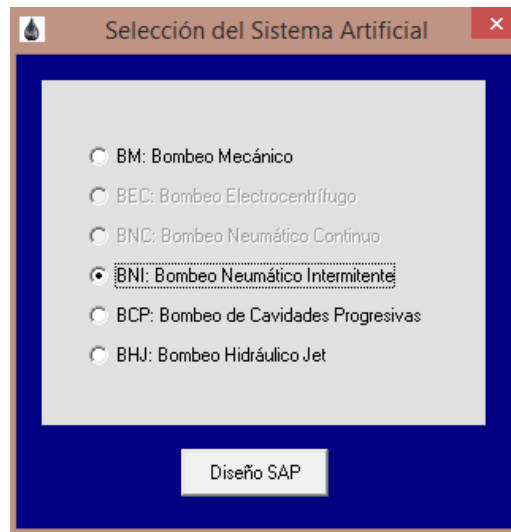 Selección del Sistema Artificial
BM: Bombeo Mecánico
BEC: Bombeo Electrocentrífugo
BNC: Bombeo Neumático Continuo
BNI: Bombeo Neumático Intermitente
BCP: Bombeo de Cavidades Progresivas
BHJ: Bombeo Hidráulico Jet
Diseño SAP